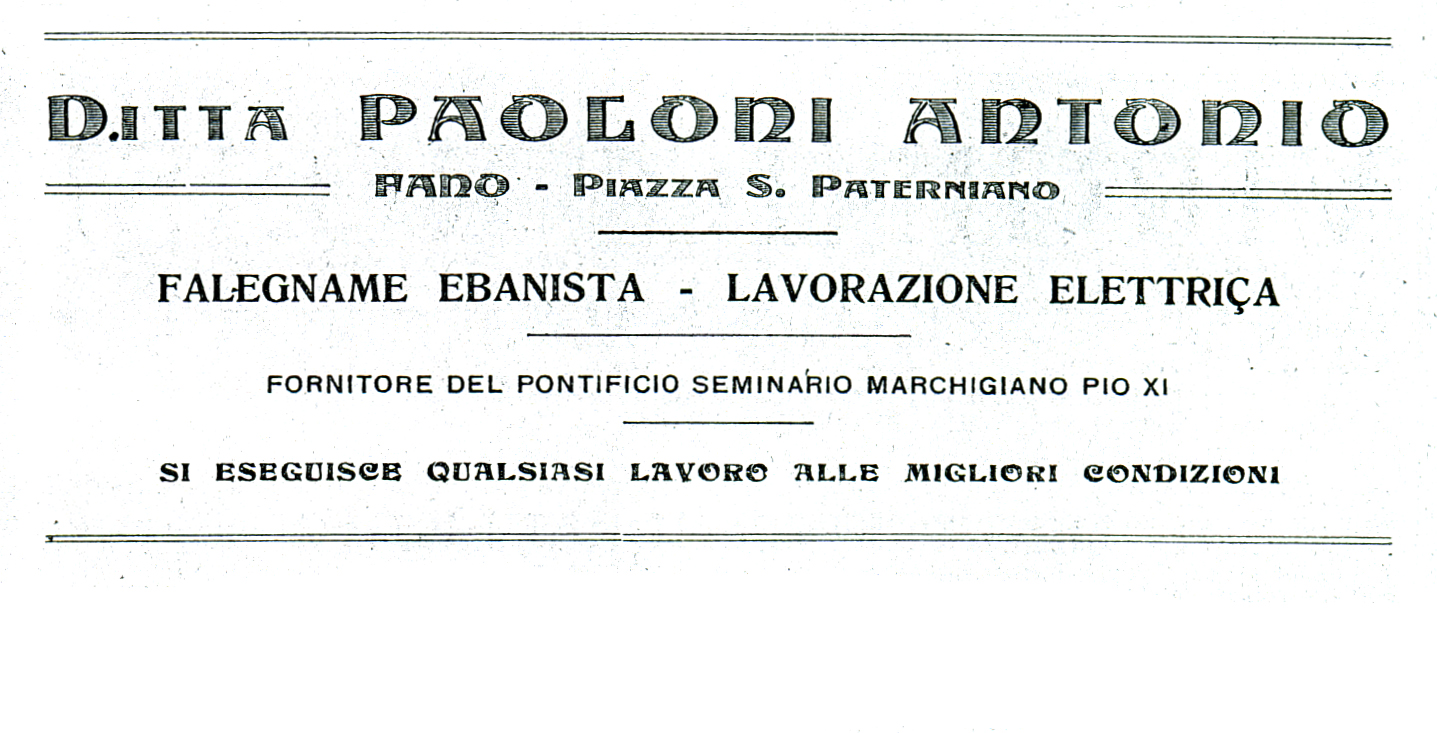 D.ITTA PAOLONI ANTONIO
FANO - PIAZZA S. PATERNIANO
FALEGNAME EBANISTA - LAVORAZIONE ELETTRIÇA
FORNITORE DEL PONTIFICIO SEMINARIO MARCHIGIANO PIO XI
SI ESEGUISCE QUALSIASI LAVORO ALLE MIGLIORI CONDIZIONI